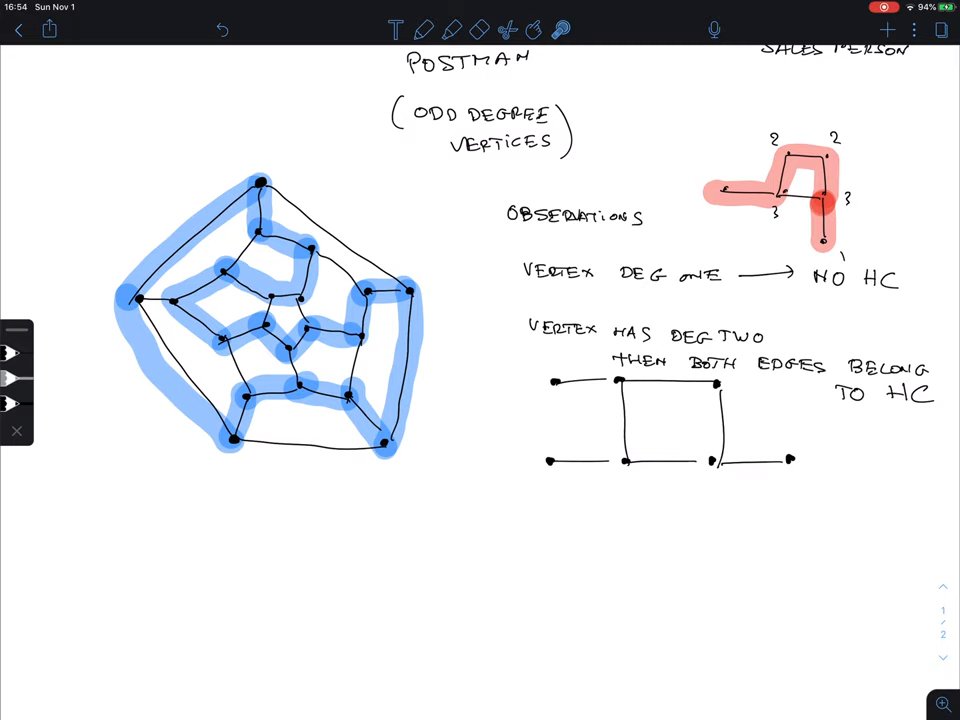 16:54 Sun Nov 1
94%
POSTMAN
SALES PERSON
(ODD DEGREE
VERTICES)
2 2
3 3
OBSERVATIONS
VERTEX DEG ONE → NO HC
VERTEX HAS DEG TWO
THEN BOTH EDGES BELONG
TO HC
1
/
2